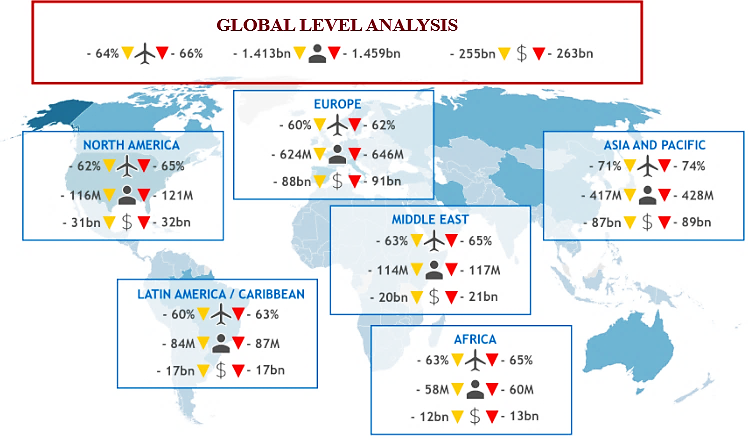 GLOBAL LEVEL ANALYSIS
- 64% - 66% - 1.413bn - 1.459bn - 255bn $ - 263bn
EUROPE
- 60% - 62%
- 624M - 646M
- 88bn $ - 91bn
NORTH AMERICA
- 62% - 65%
- 116M - 121M
- 31bn $ - 32bn
ASIA AND PACIFIC
- 71% - 74%
- 417M - 428M
- 87bn $ - 89bn
MIDDLE EAST
- 63% - 65%
- 114M - 117M
- 20bn $ - 21bn
LATIN AMERICA / CARIBBEAN
- 60% - 63%
- 84M - 87M
- 17bn $ - 17bn
AFRICA
- 63% - 65%
- 58M - 60M
- 12bn $ - 13bn